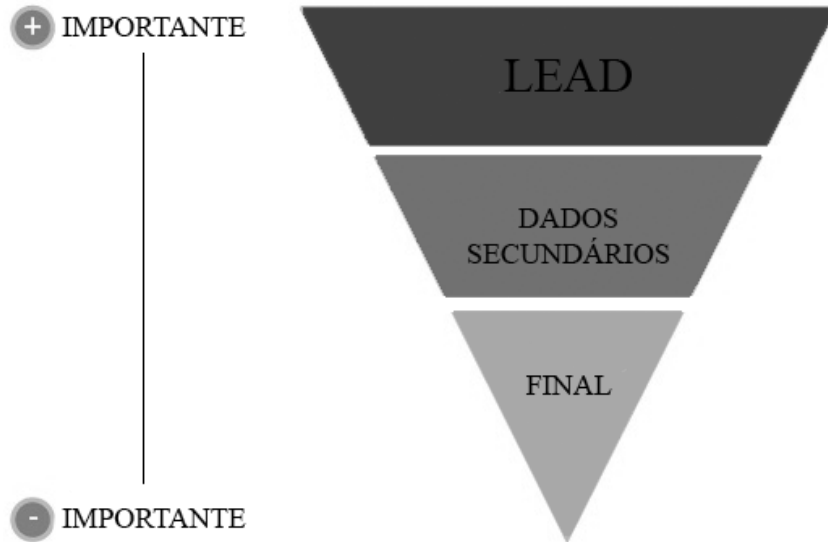 + IMPORTANTE
LEAD
DADOS
SECUNDÁRIOS
FINAL
- IMPORTANTE